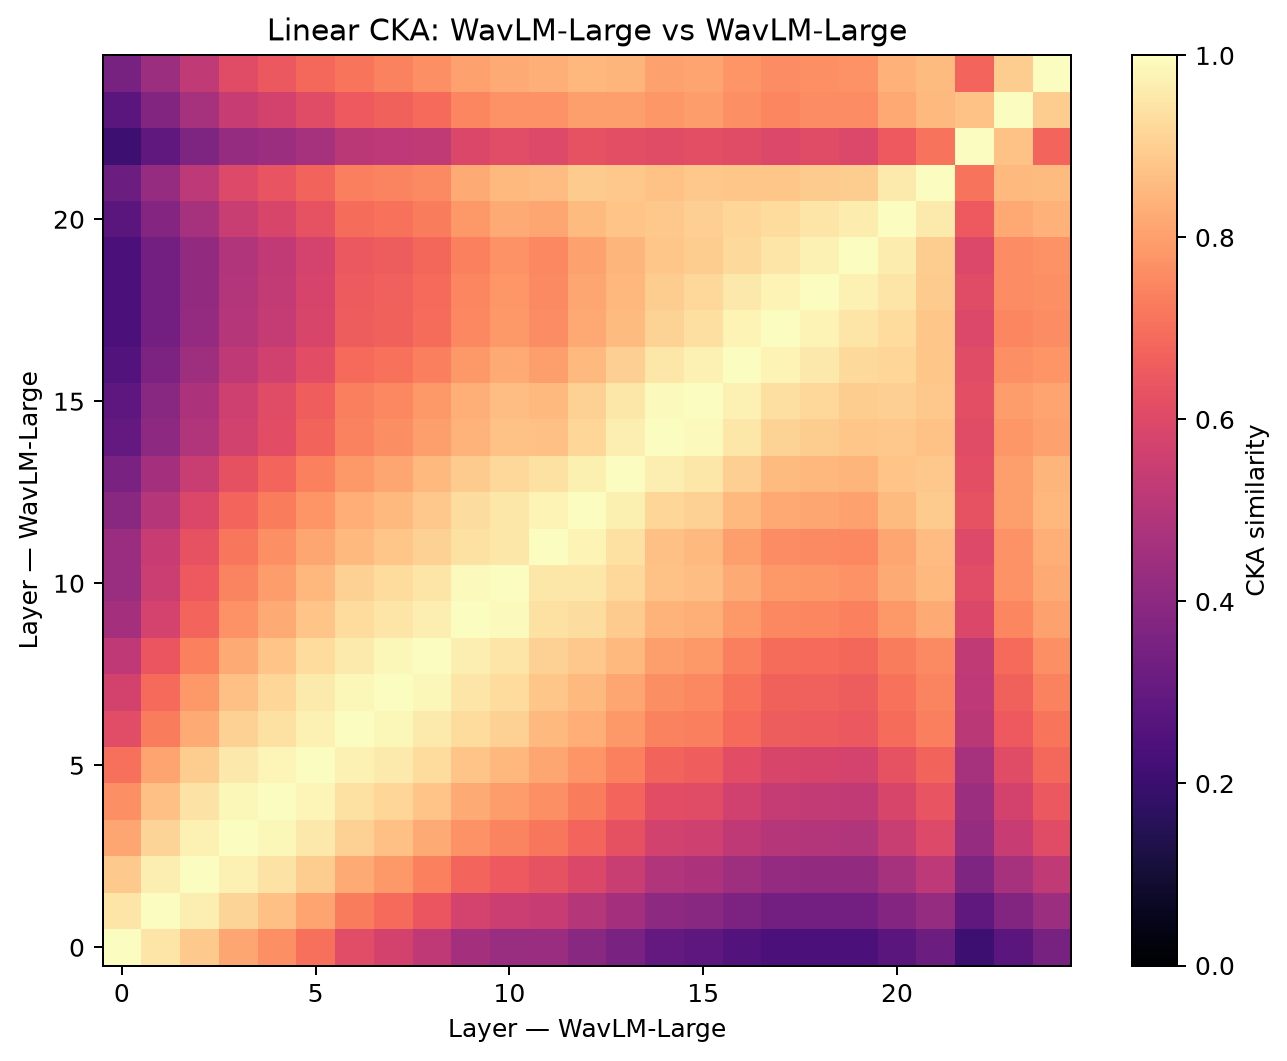 Linear CKA: WavLM-Large vs WavLM-Large
Layer — WavLM-Large
20
15
10
5
0
0 5 10 15 20
Layer — WavLM-Large
1.0
0.8
0.6
0.4
0.2
0.0
CKA similarity